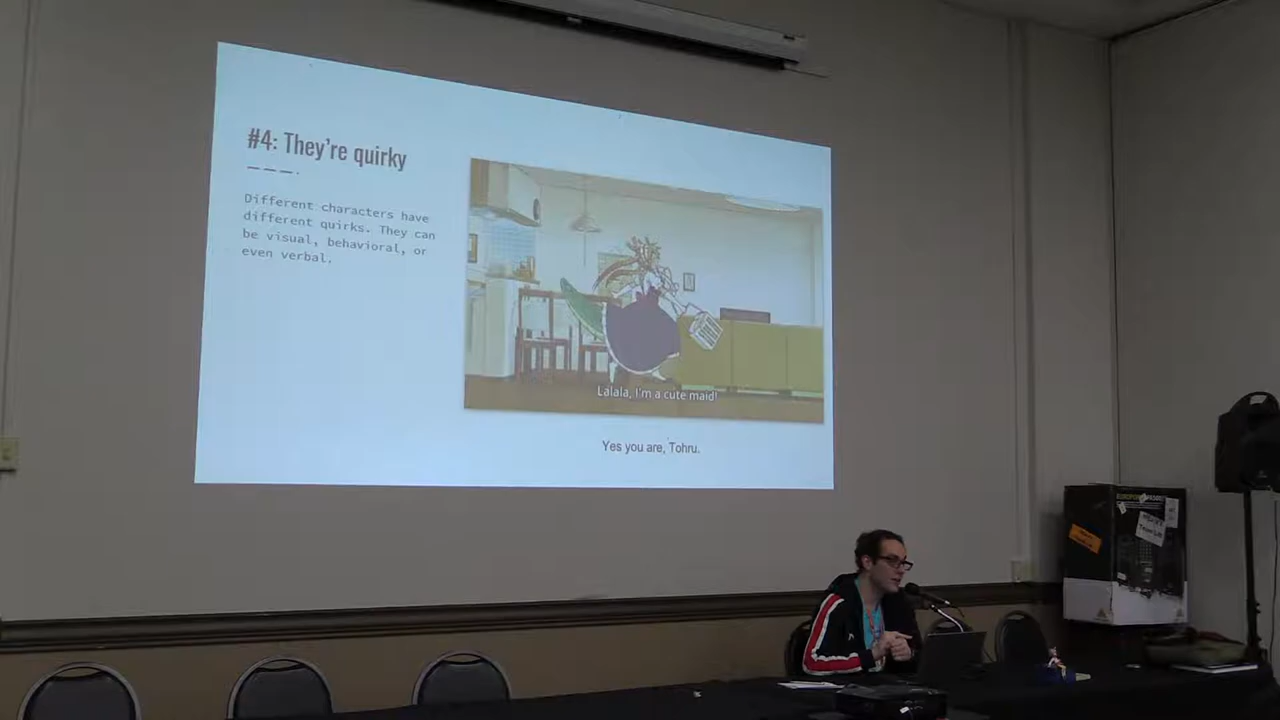 #4: They're quirky
Different characters have
different quirks. They can
be visual, behavioral, or
even verbal.
Lalala, I'm a cute maid!
Yes you are, Tohru.